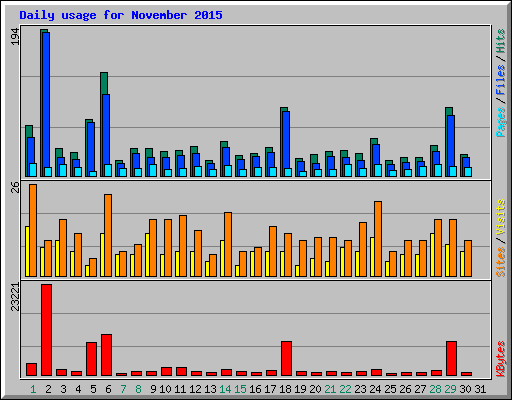 Daily usage for November 2015
194
Pages / Files / Hits
26
Sites / Visits
23221
KBytes
1 2 3 4 5 6 7 8 9 10 11 12 13 14 15 16 17 18 19 20 21 22 23 24 25 26 27 28 29 30 31